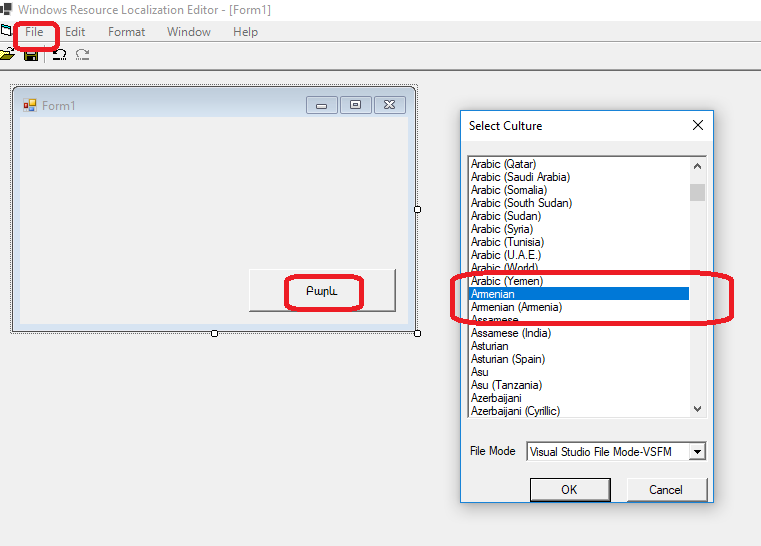 Windows Resource Localization Editor - [Form1]
File Edit Format Window Help
Form1
Բարև
Select Culture
Arabic (Qatar)
Arabic (Saudi Arabia)
Arabic (Somalia)
Arabic (South Sudan)
Arabic (Sudan)
Arabic (Syria)
Arabic (Tunisia)
Arabic (U.A.E.)
Arabic (World)
Arabic (Yemen)
Armenian
Armenian (Armenia)
Assamese
Assamese (India)
Asturian
Asturian (Spain)
Asu
Asu (Tanzania)
Azerbaijani
Azerbaijani (Cyrillic)
File Mode Visual Studio File Mode-VSFM
OK Cancel